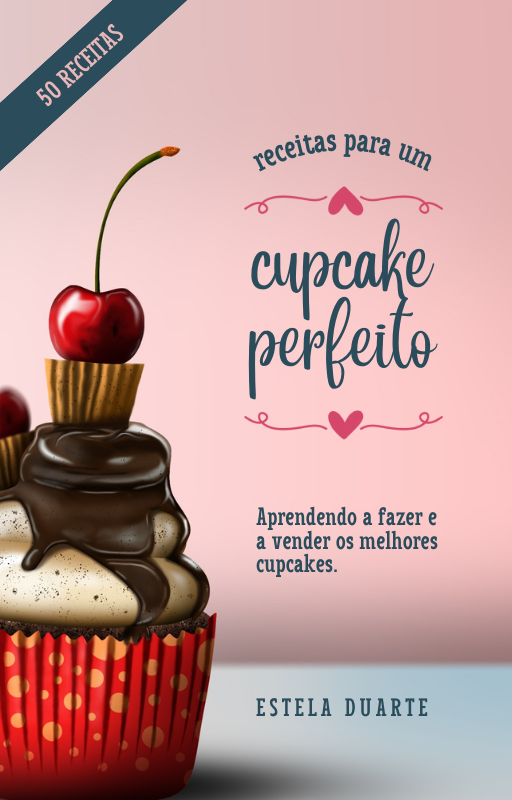 50 RECEITAS
receitas para um
cupcake
perfeito
Aprendendo a fazer e
a vender os melhores
cupcakes.
ESTELA DUARTE